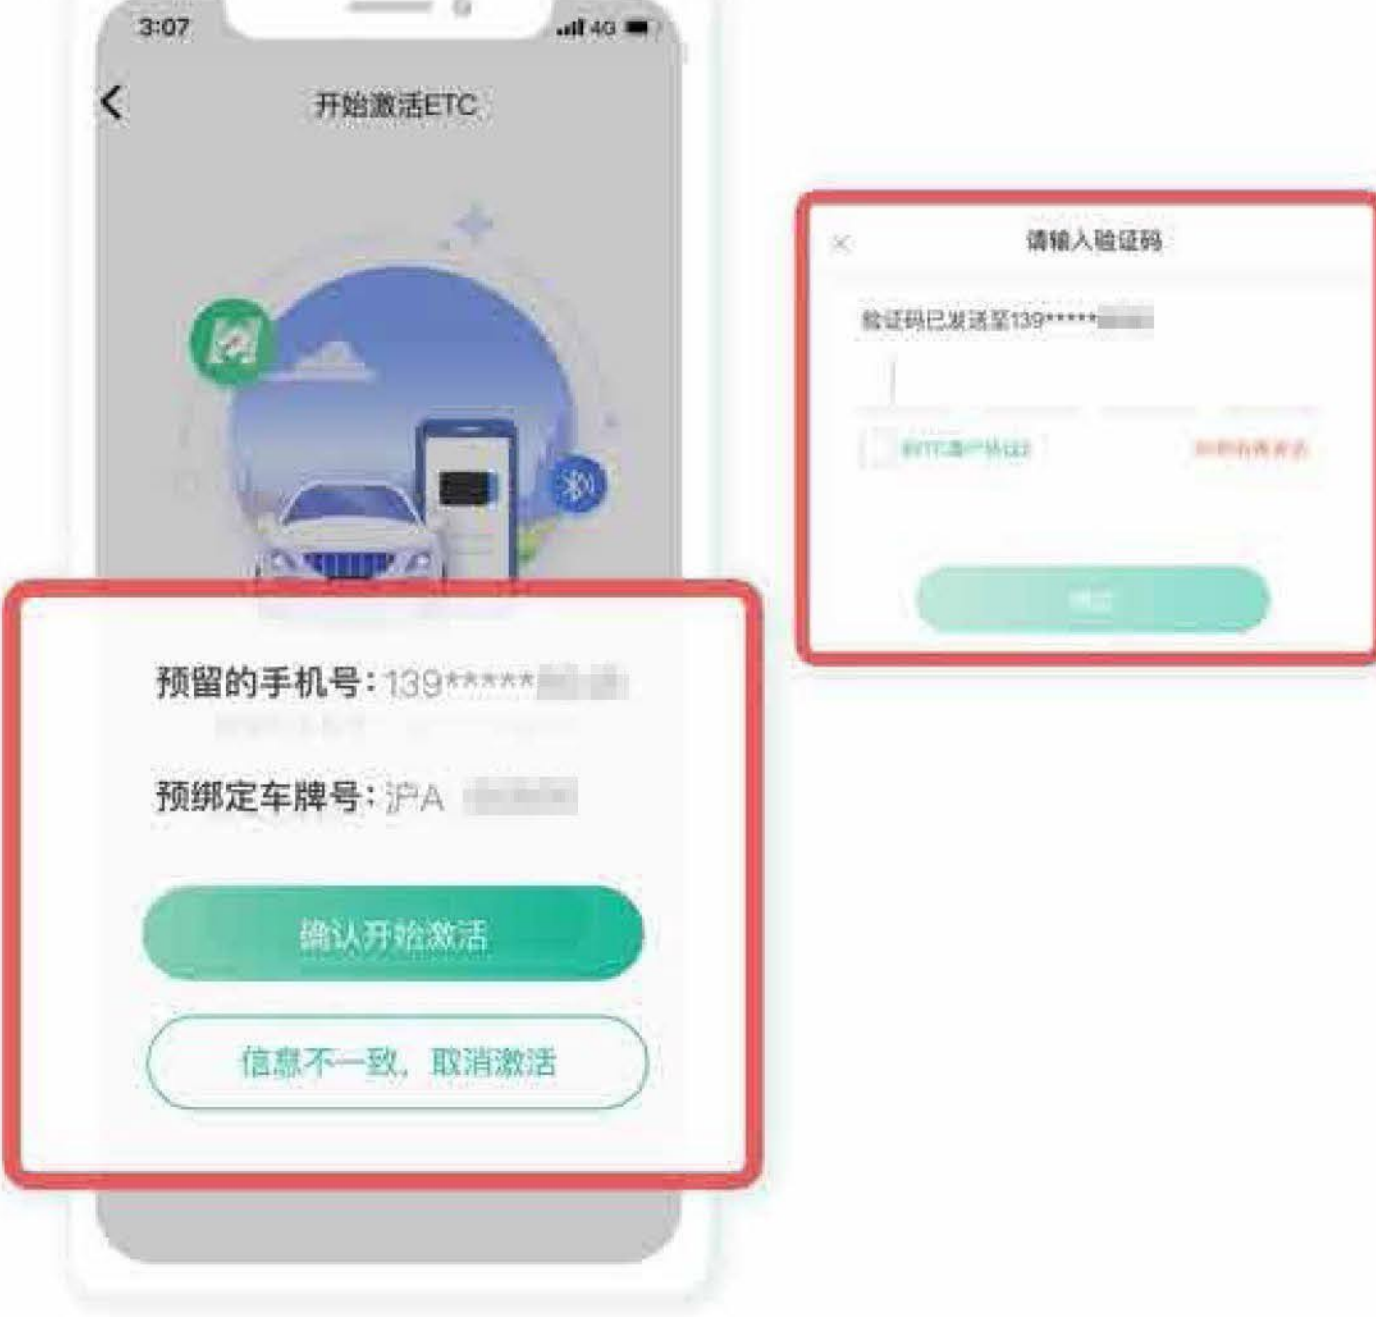 3:07
4G
开始激活ETC
预留的手机号：139*****
预绑定车牌号：沪A
确认开始激活
信息不一致，取消激活
请输入验证码
验证码已发送至139*****